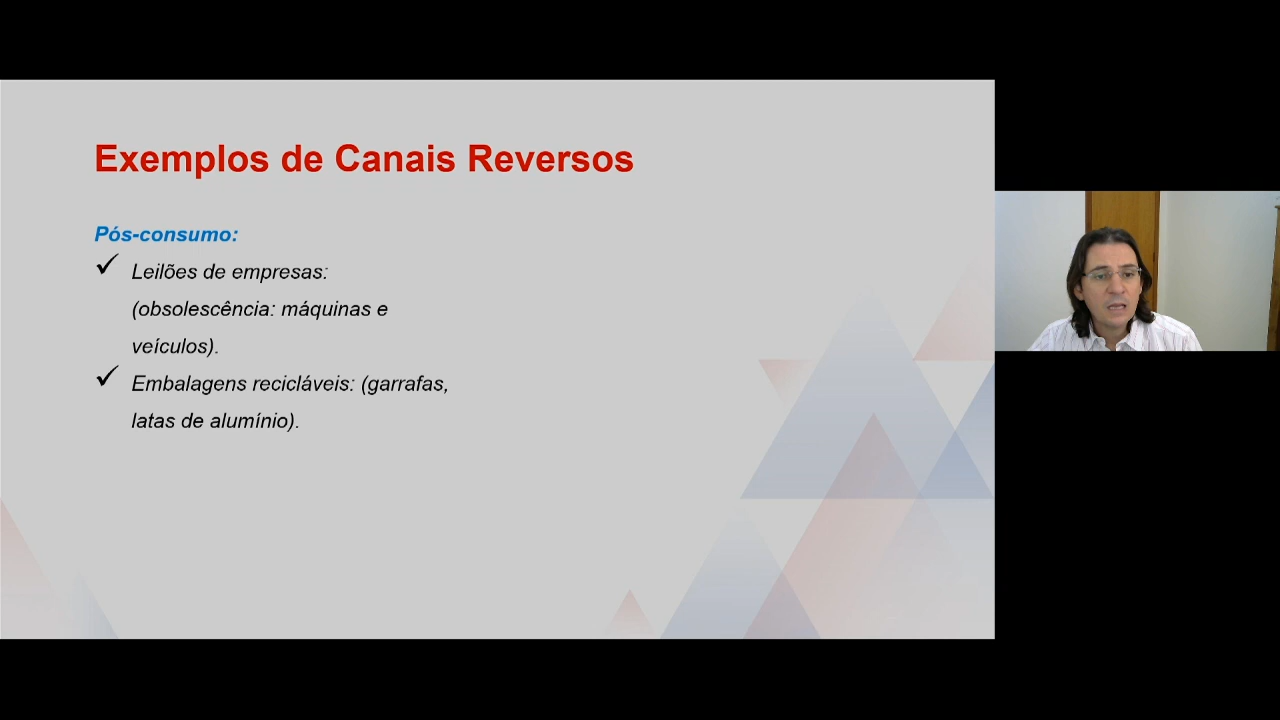 Exemplos de Canais Reversos
Pós-consumo:
✓ Leilões de empresas:
(obsolescência: máquinas e
veículos).
✓ Embalagens recicláveis: (garrafas,
latas de alumínio).